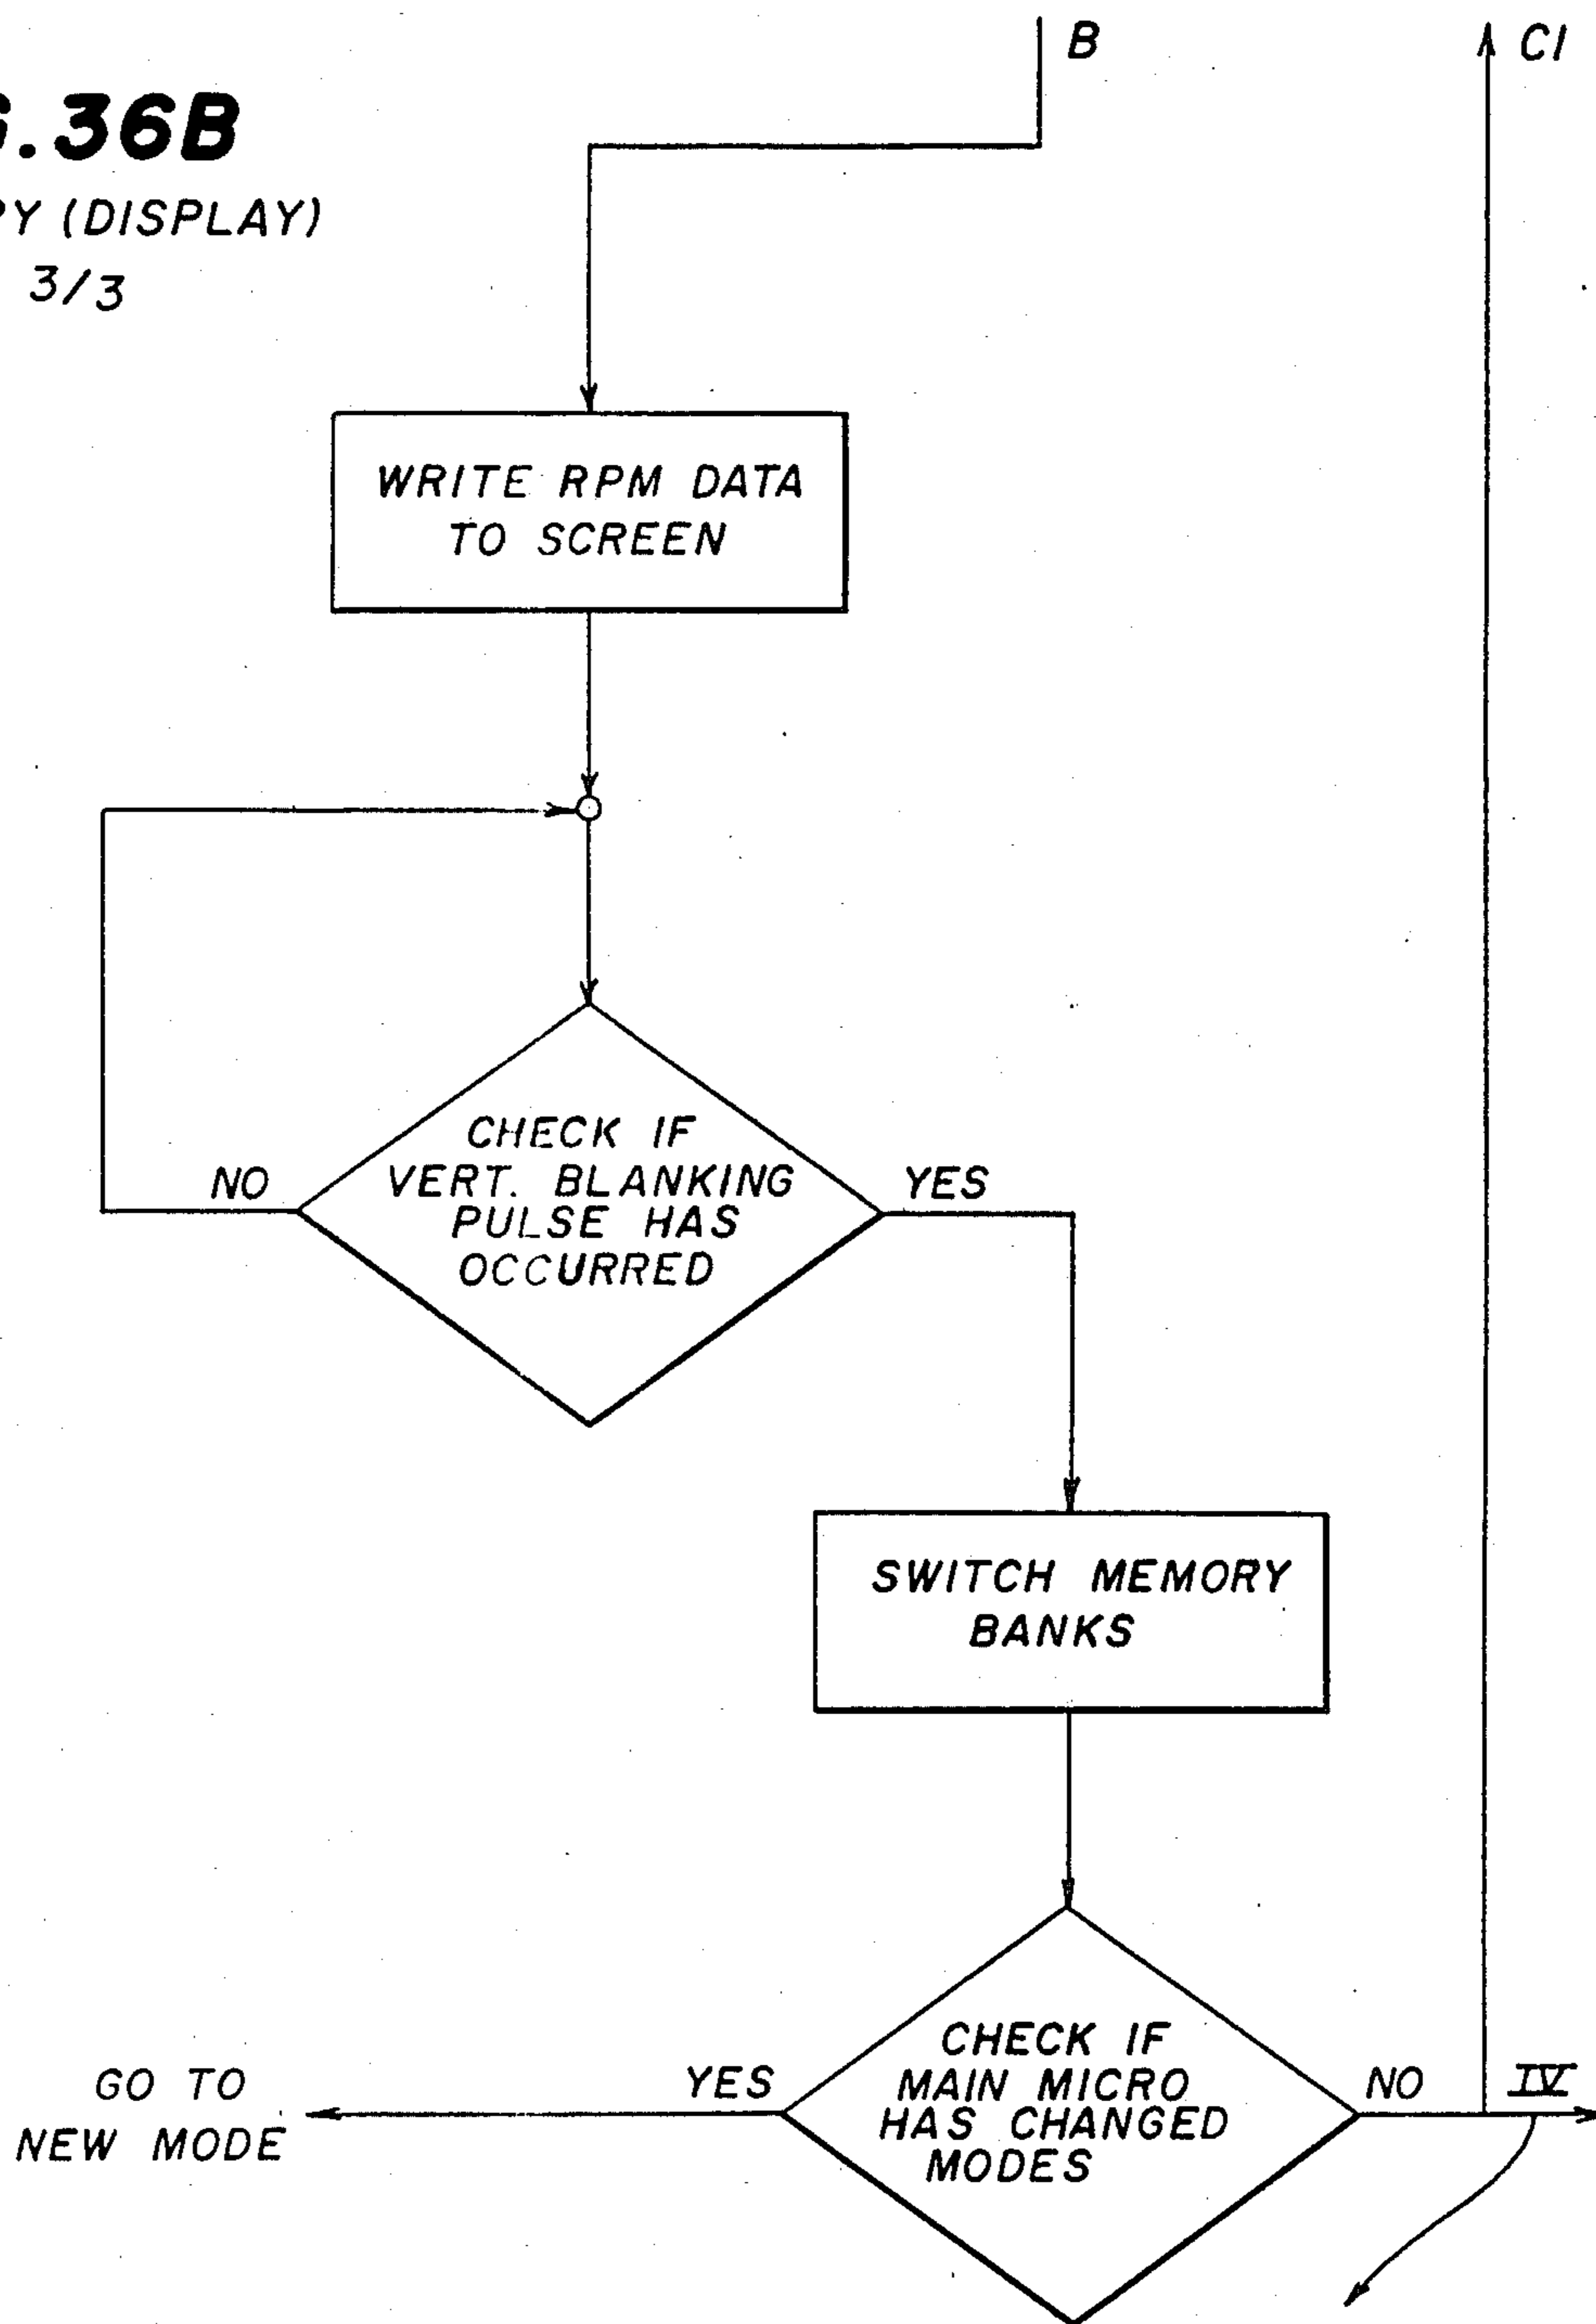 B
C1
.36B
(DISPLAY)
3/3
WRITE RPM DATA
TO SCREEN
CHECK IF
VERT. BLANKING
PULSE HAS
OCCURRED
NO
YES
SWITCH MEMORY
BANKS
CHECK IF
MAIN MICRO
HAS CHANGED
MODES
YES
NO
IV
GO TO
NEW MODE